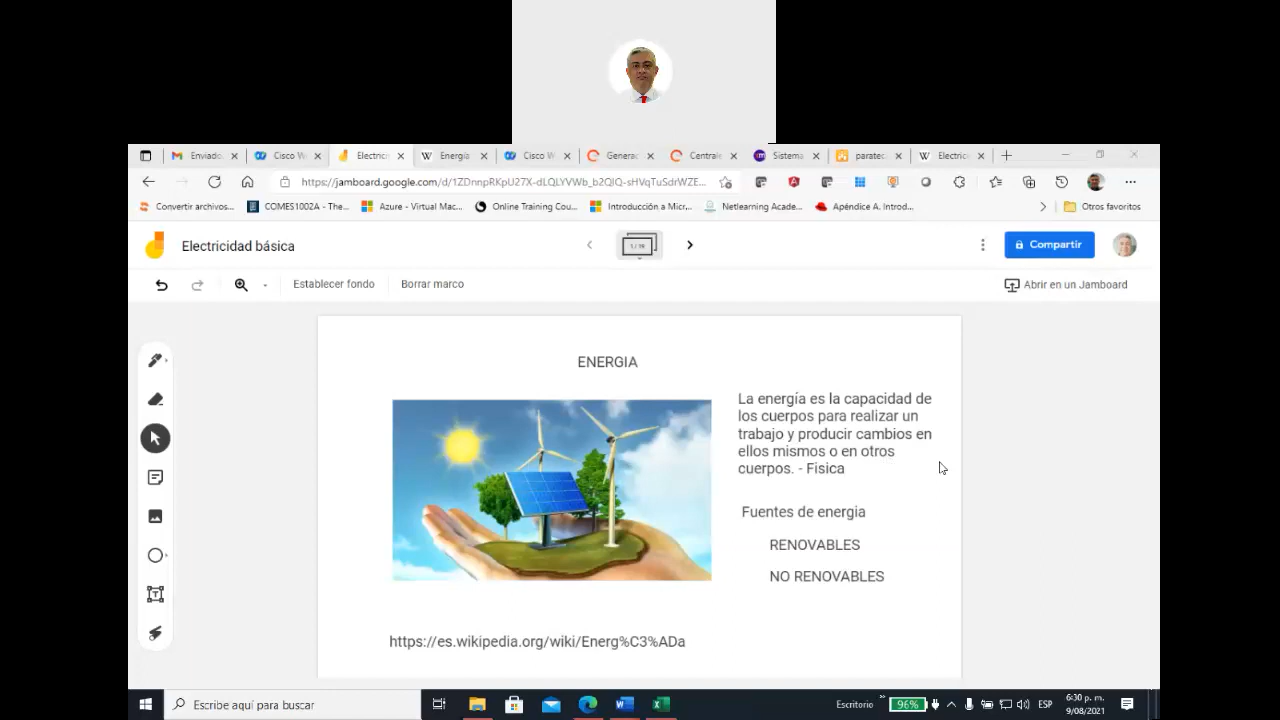 Enviado.
Cisco W
Electric
Energía
Cisco W
Generac
Centrale
Sistema
paratec
Electric
https://jamboard.google.com/d/1ZDnnpRKpU27X-dLQLYVWb_b2QIQ-sHVqTuSdrWZE...
Convertir archivos...
COMES1002A - The...
Azure - Virtual Mac...
Online Training Cou...
Introducción a Micr...
Netlearning Acade...
Apéndice A. Introd...
Otros favoritos
Electricidad básica
1 / 19
Compartir
Establecer fondo
Borrar marco
Abrir en un Jamboard
ENERGIA
La energía es la capacidad de
los cuerpos para realizar un
trabajo y producir cambios en
ellos mismos o en otros
cuerpos. - Fisica
Fuentes de energia
RENOVABLES
NO RENOVABLES
https://es.wikipedia.org/wiki/Energ%C3%ADa
Escribe aquí para buscar
Escritorio
96%
ESP
6:30 p. m.
9/08/2021